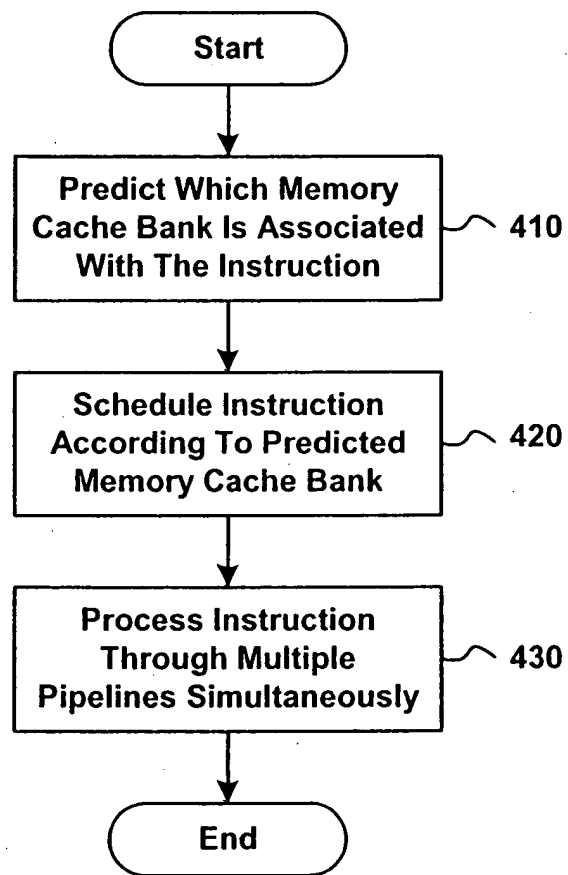 Start
Predict Which Memory
Cache Bank Is Associated
With The Instruction
410
Schedule Instruction
According To Predicted
Memory Cache Bank
420
Process Instruction
Through Multiple
Pipelines Simultaneously
430
End